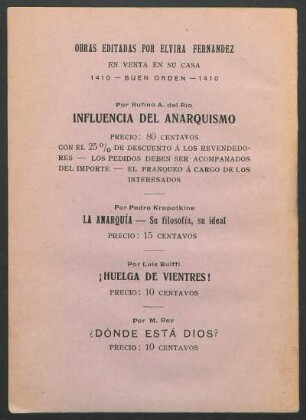 OBRAS EDITADAS POR ELVIRA FERNANDEZ
EN VENTA EN SU CASA
1410 — BUEN ORDEN — 1410
Por Rufino A. del Rio
INFLUENCIA DEL ANARQUISMO
PRECIO: 80 CENTAVOS
CON EL 25 % DE DESCUENTO Á LOS REVENDEDO-
RES — LOS PEDIDOS DEBEN SER ACOMPANADOS
DEL IMPORTE — EL FRANQUEO Á CARGO DE LOS
INTERESADOS
Por Pedro Kropotkine
LA ANARQUÍA — Su filosofía, su ideal
PRECIO: 15 CENTAVOS
Por Luis Bulffi
¡HUELGA DE VIENTRES!
PRECIO: 10 CENTAVOS
Por M. Rey
¿DÓNDE ESTÁ DIOS?
PRECIO: 10 CENTAVOS